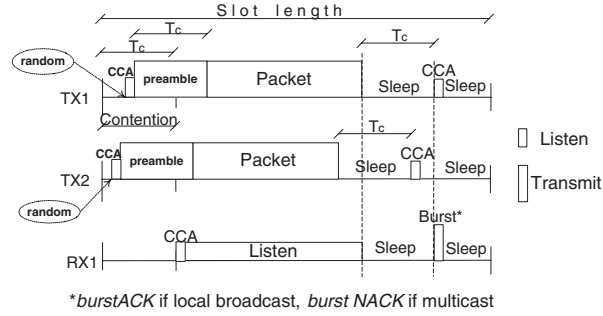 Slot length
Tc
Tc
Tc
random
CCA
preamble
Packet
CCA
Sleep
Sleep
TX1
Contention
Tc
Listen
CCA
preamble
Packet
Sleep
CCA
Sleep
TX2
Transmit
random
Burst*
CCA
Listen
Sleep
Sleep
RX1
*burstACK if local broadcast, burst NACK if multicast